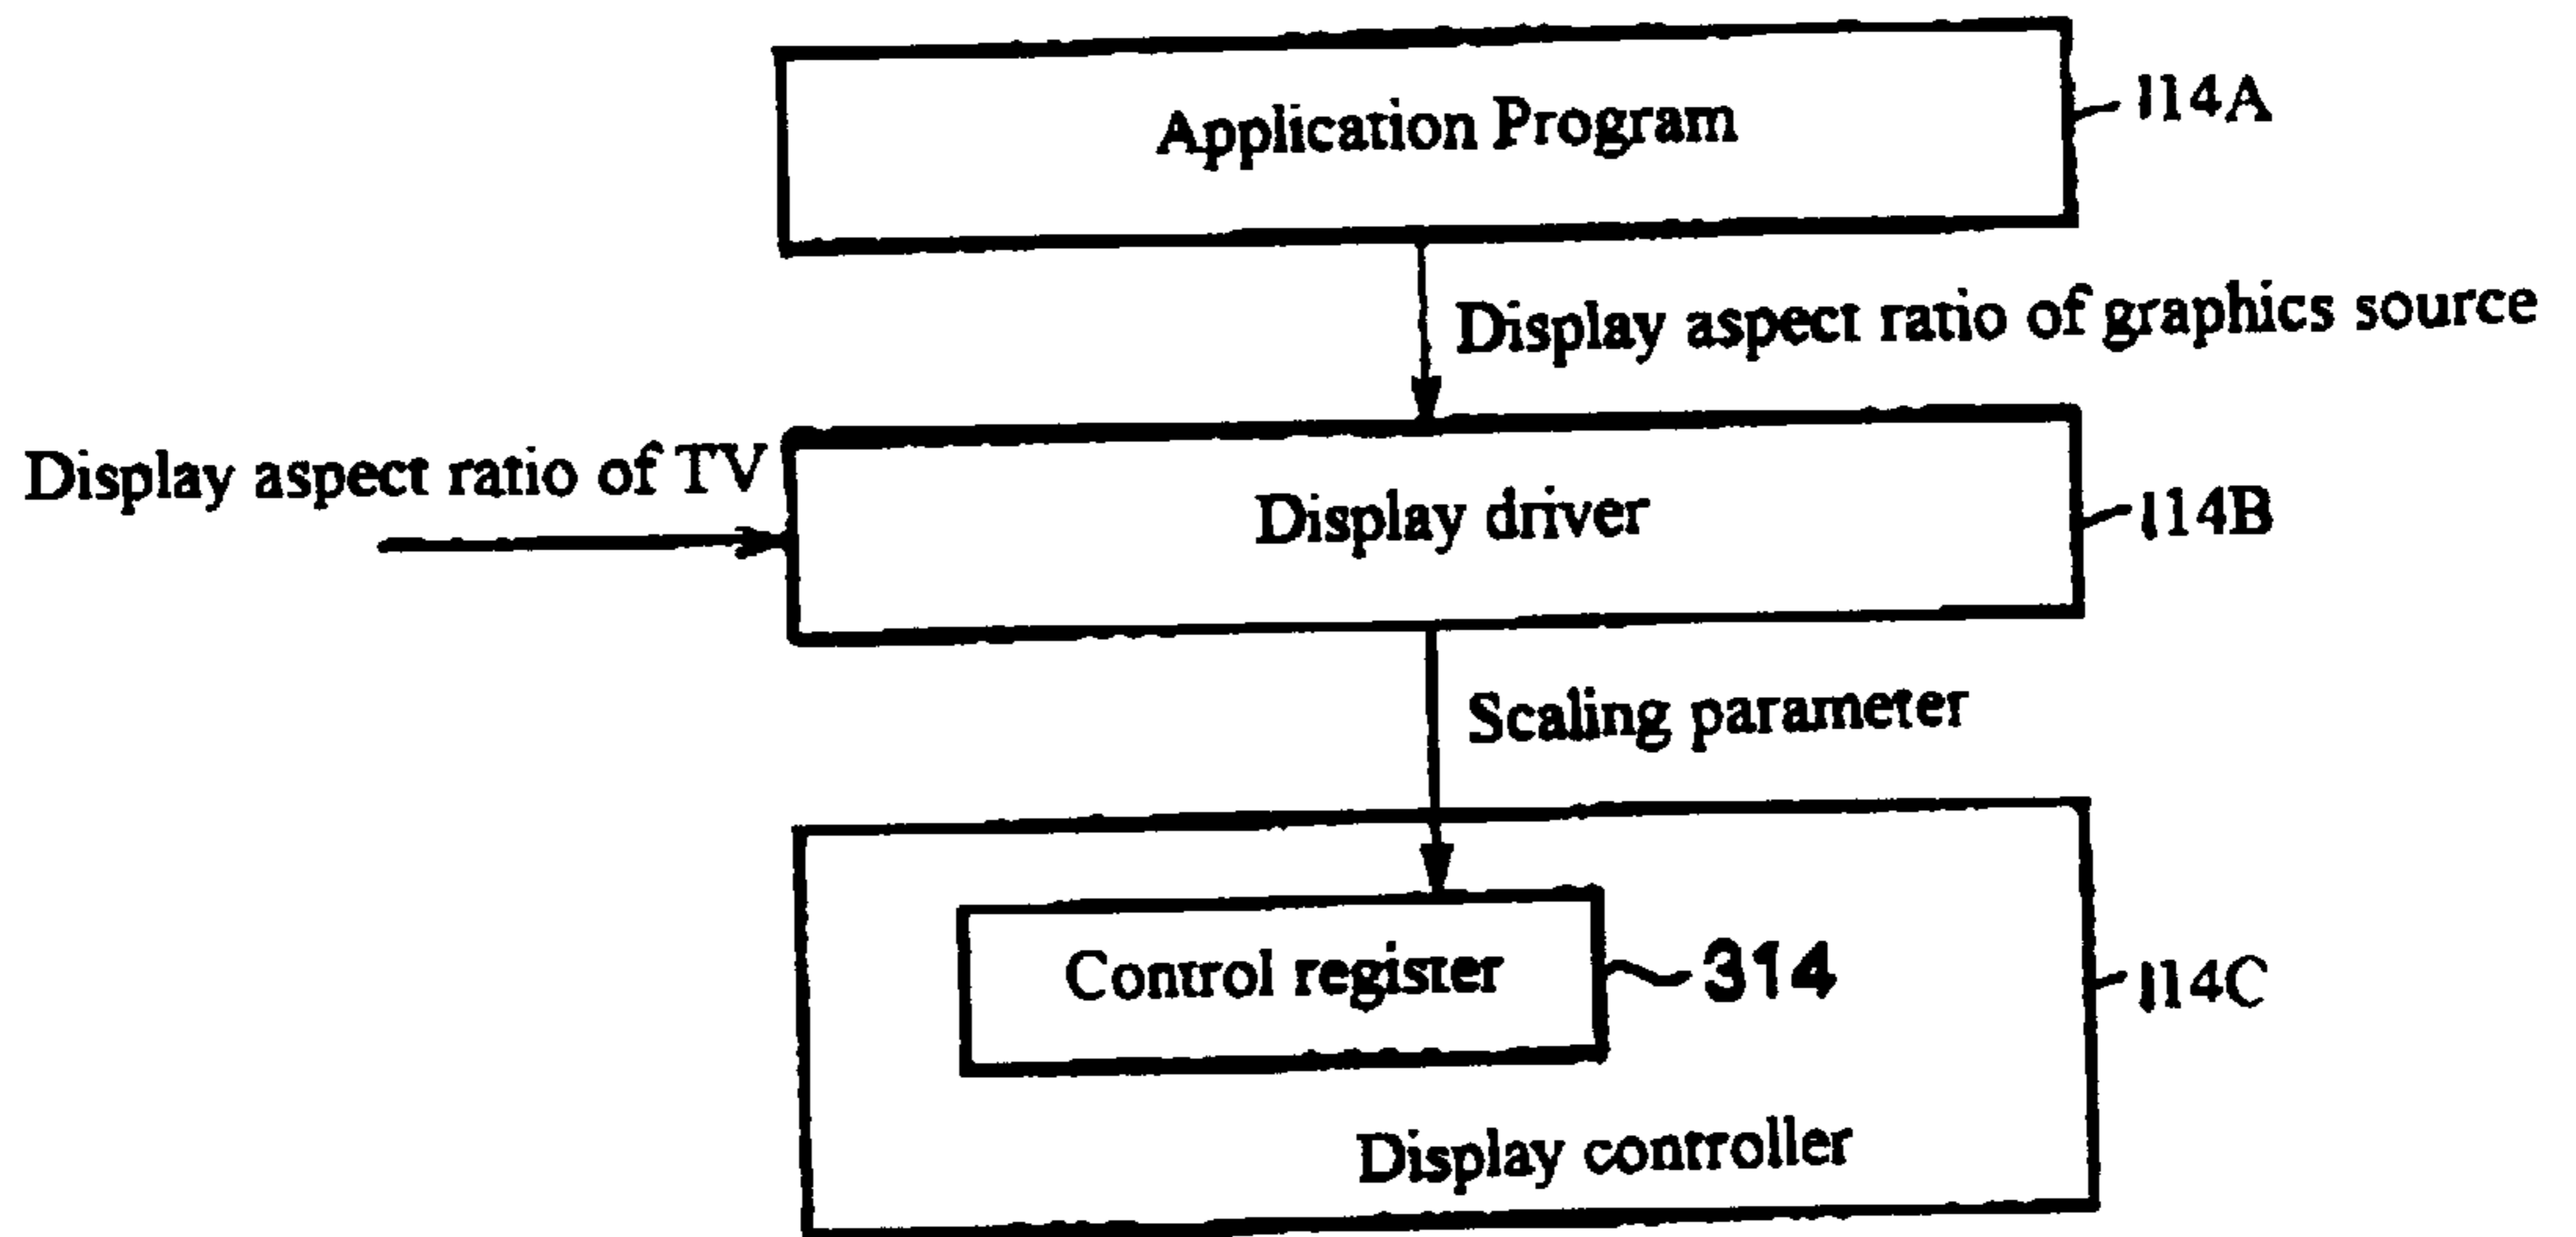 Application Program
114A
Display aspect ratio of graphics source
Display aspect ratio of TV
Display driver
114B
Scaling parameter
Control register
314
114C
Display controller